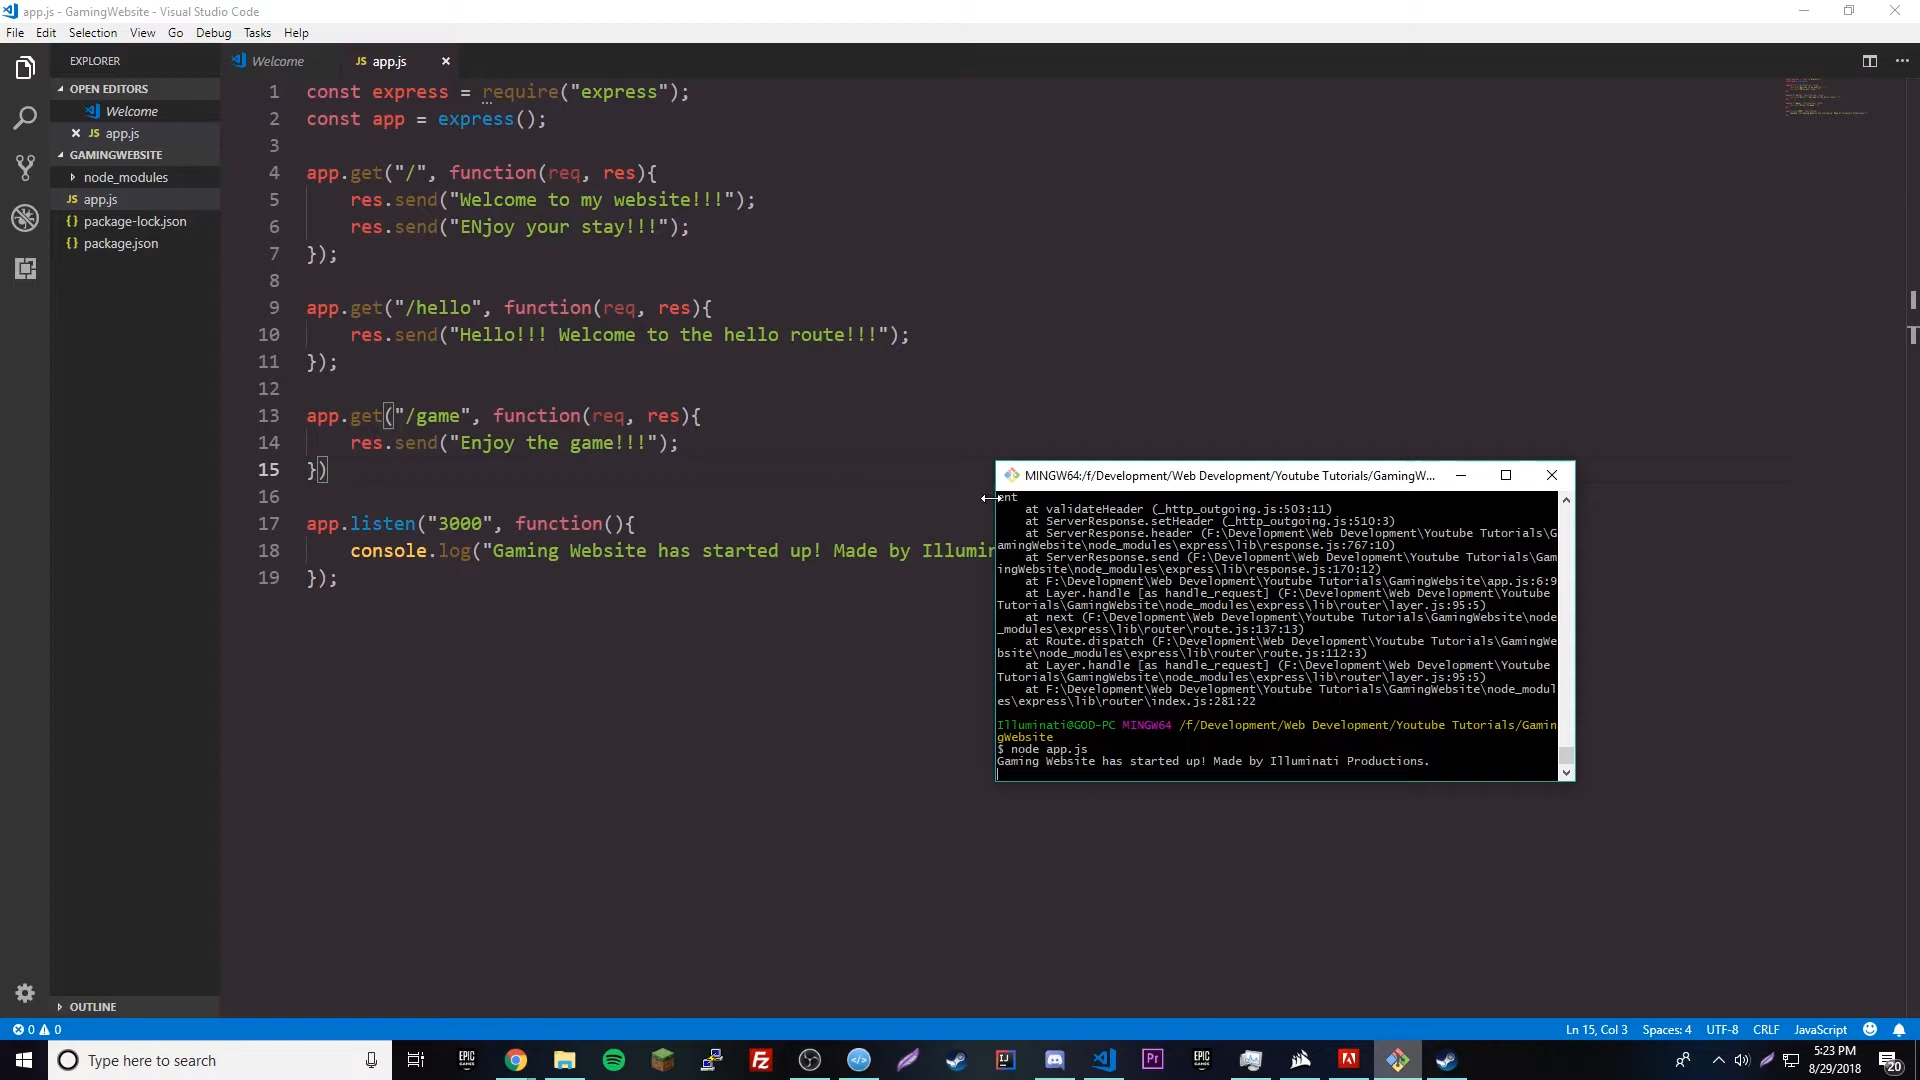 app.js - GamingWebsite - Visual Studio Code
File Edit Selection View Go Debug Tasks Help
EXPLORER
OPEN EDITORS
Welcome
JS app.js
GAMINGWEBSITE
node_modules
JS app.js
{} package-lock.json
{} package.json
OUTLINE
Welcome
JS app.js
1 const express = require("express");
2 const app = express();
3
4 app.get("/", function(req, res){
5 res.send("Welcome to my website!!!");
6 res.send("ENjoy your stay!!!");
7 });
8
9 app.get("/hello", function(req, res){
10 res.send("Hello!!! Welcome to the hello route!!!");
11 });
12
13 app.get("/game", function(req, res){
14 res.send("Enjoy the game!!!");
15 })
16
17 app.listen("3000", function(){
18 console.log("Gaming Website has started up! Made by Illumin
19 });
MINGW64:/f/Development/Web Development/Youtube Tutorials/GamingW...
ent
at validateHeader (_http_outgoing.js:503:11)
at ServerResponse.setHeader (_http_outgoing.js:510:3)
at ServerResponse.header (F:\Development\Web Development\Youtube Tutorials\G
amingWebsite\node_modules\express\lib\response.js:767:10)
at ServerResponse.send (F:\Development\Web Development\Youtube Tutorials\Gam
ingWebsite\node_modules\express\lib\response.js:170:12)
at F:\Development\Web Development\Youtube Tutorials\GamingWebsite\app.js:6:9
at Layer.handle [as handle_request] (F:\Development\Web Development\Youtube
Tutorials\GamingWebsite\node_modules\express\lib\router\layer.js:95:5)
at next (F:\Development\Web Development\Youtube Tutorials\GamingWebsite\node
_modules\express\lib\router\route.js:137:13)
at Route.dispatch (F:\Development\Web Development\Youtube Tutorials\GamingWe
bsite\node_modules\express\lib\router\route.js:112:3)
at Layer.handle [as handle_request] (F:\Development\Web Development\Youtube
Tutorials\GamingWebsite\node_modules\express\lib\router\layer.js:95:5)
at F:\Development\Web Development\Youtube Tutorials\GamingWebsite\node_modul
es\express\lib\router\index.js:281:22
Illuminati@GOD-PC MINGW64 /f/Development/Web Development/Youtube Tutorials/Gamin
gWebsite
$ node app.js
Gaming Website has started up! Made by Illuminati Productions.
0 0
Ln 15, Col 3 Spaces: 4 UTF-8 CRLF JavaScript
Type here to search
EPIC GAMES
Fz
IJ
Pr
EPIC GAMES
5:23 PM
8/29/2018
20